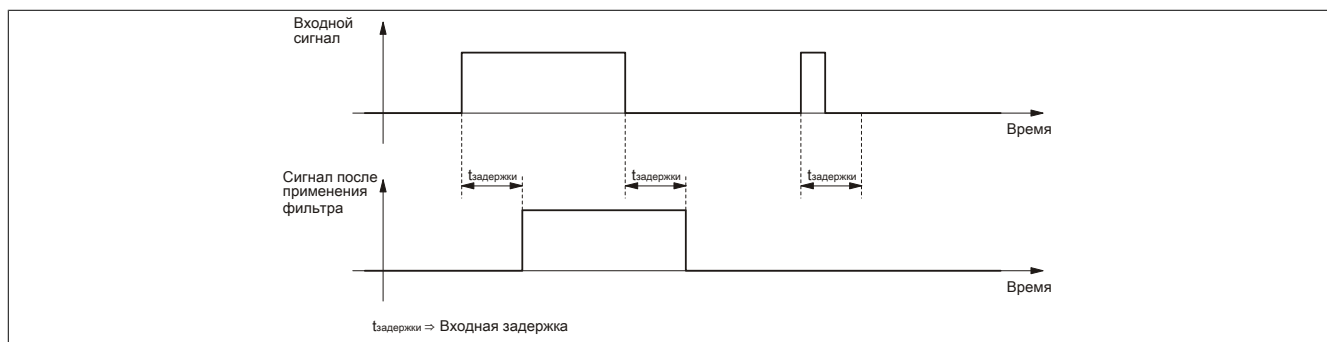 Входной
сигнал
Время
Сигнал после
применения
фильтра
tзадержки
tзадержки
tзадержки
Время
tзадержки ⇒ Входная задержка